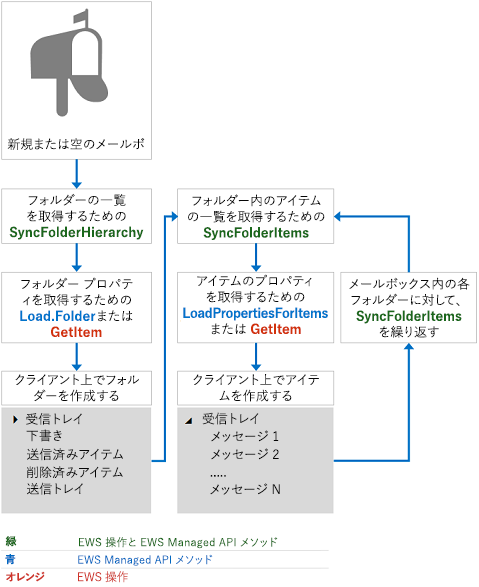 新規または空のメールボ
フォルダーの一覧
を取得するための
SyncFolderHierarchy
フォルダー プロパテ
ィを取得するための
Load.Folderまたは
GetItem
クライアント上でフォル
ダーを作成する
受信トレイ
下書き
送信済みアイテム
削除済みアイテム
送信トレイ
フォルダー内のアイテム
の一覧を取得するための
SyncFolderItems
アイテムのプロパティ
を取得するための
LoadPropertiesForItems
または GetItem
クライアント上でアイテ
ムを作成する
受信トレイ
メッセージ 1
メッセージ 2
.....
メッセージ N
メールボックス内の各
フォルダーに対して、
SyncFolderItems
を繰り返す
緑 EWS 操作と EWS Managed API メソッド
青 EWS Managed API メソッド
オレンジ EWS 操作